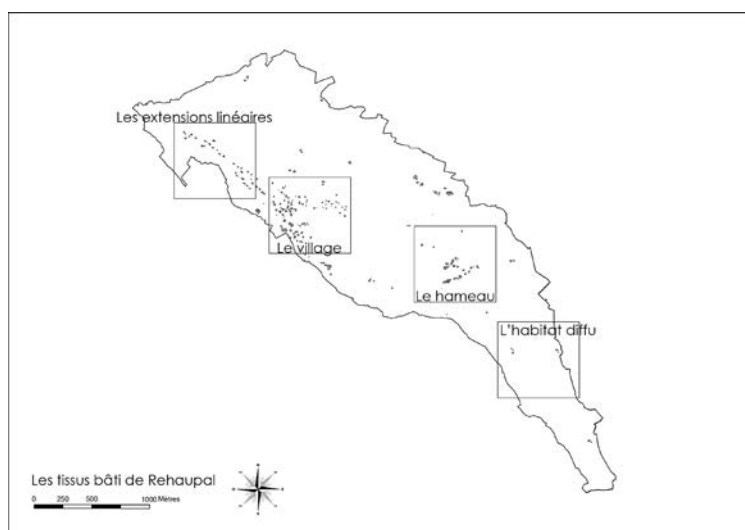 Les extensions linéaires
Le village
Le hameau
L'habitat diffu
Les tissus bâti de Rehaupal
0 250 500 1000 Mètres